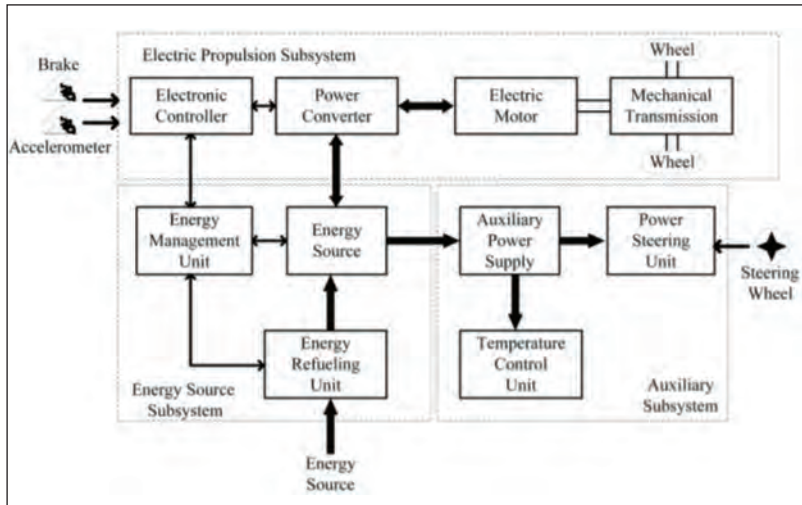 Electric Propulsion Subsystem
Wheel
Brake
Accelerometer
Electronic
Controller
Power
Converter
Electric
Motor
Mechanical
Transmission
Wheel
Energy
Management
Unit
Energy
Source
Auxiliary
Power
Supply
Power
Steering
Unit
Steering
Wheel
Energy
Refueling
Unit
Temperature
Control
Unit
Energy Source
Subsystem
Auxiliary
Subsystem
Energy
Source